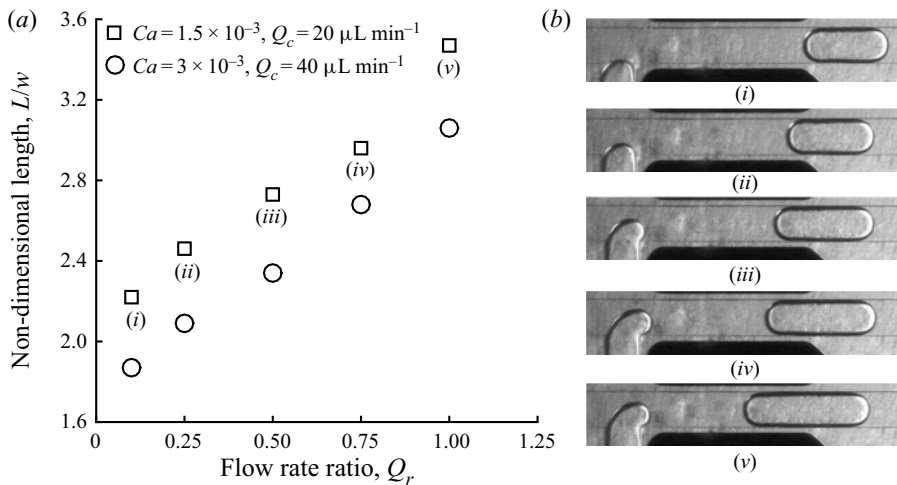 (a)
3.6
3.2
2.8
2.4
2.0
1.6
Non-dimensional length, L/w
Ca = 1.5 × 10⁻³, Q_c = 20 μL min⁻¹
Ca = 3 × 10⁻³, Q_c = 40 μL min⁻¹
(i)
(ii)
(iii)
(iv)
(v)
0 0.25 0.50 0.75 1.00 1.25
Flow rate ratio, Q_r
(b)
(i)
(ii)
(iii)
(iv)
(v)